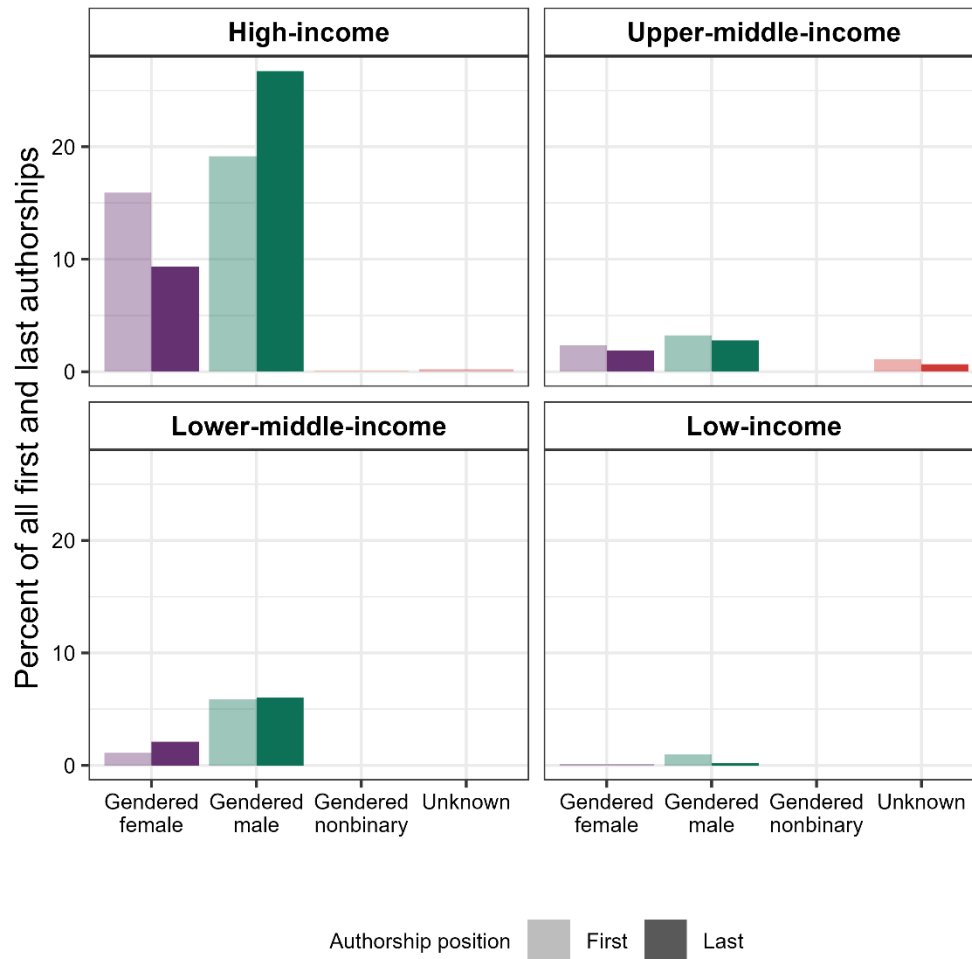 High-income
Upper-middle-income
Percent of all first and last authorships
20
10
0
Lower-middle-income
Low-income
20
10
0
Gendered
female
Gendered
male
Gendered
nonbinary
Unknown
Gendered
female
Gendered
male
Gendered
nonbinary
Unknown
Authorship position First Last